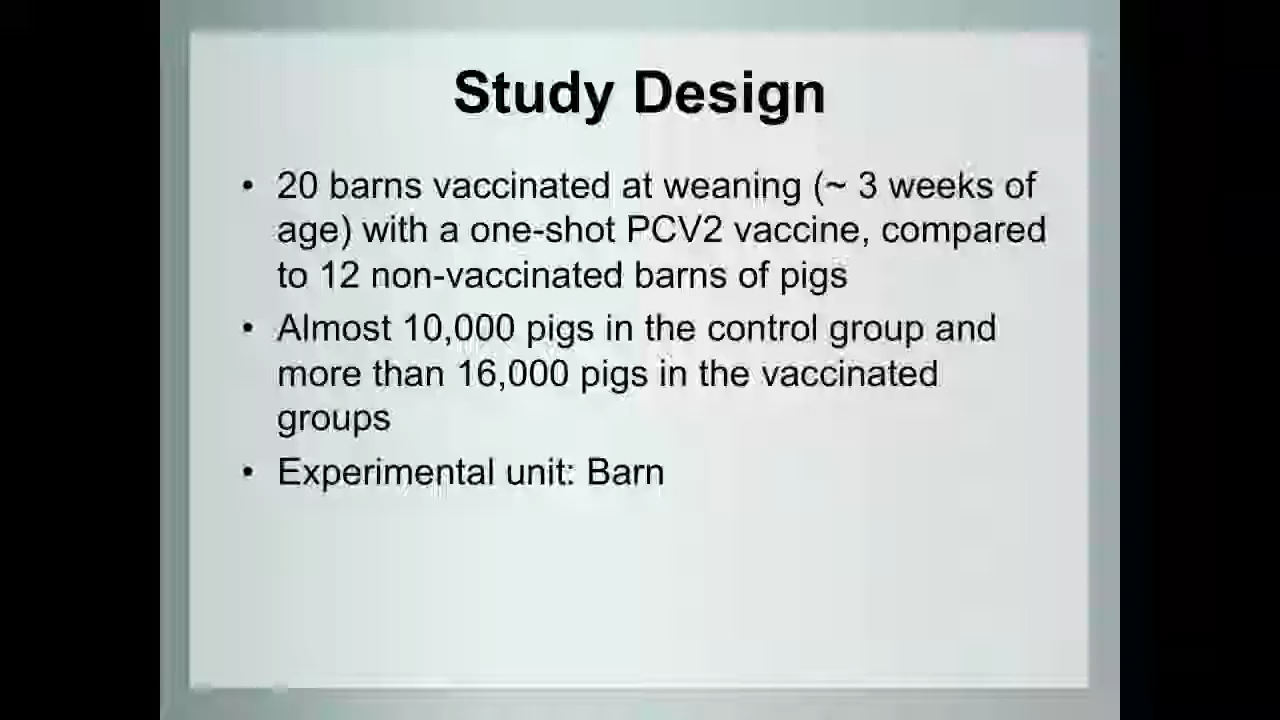 Study Design
• 20 barns vaccinated at weaning (~ 3 weeks of
age) with a one-shot PCV2 vaccine, compared
to 12 non-vaccinated barns of pigs
• Almost 10,000 pigs in the control group and
more than 16,000 pigs in the vaccinated
groups
• Experimental unit: Barn